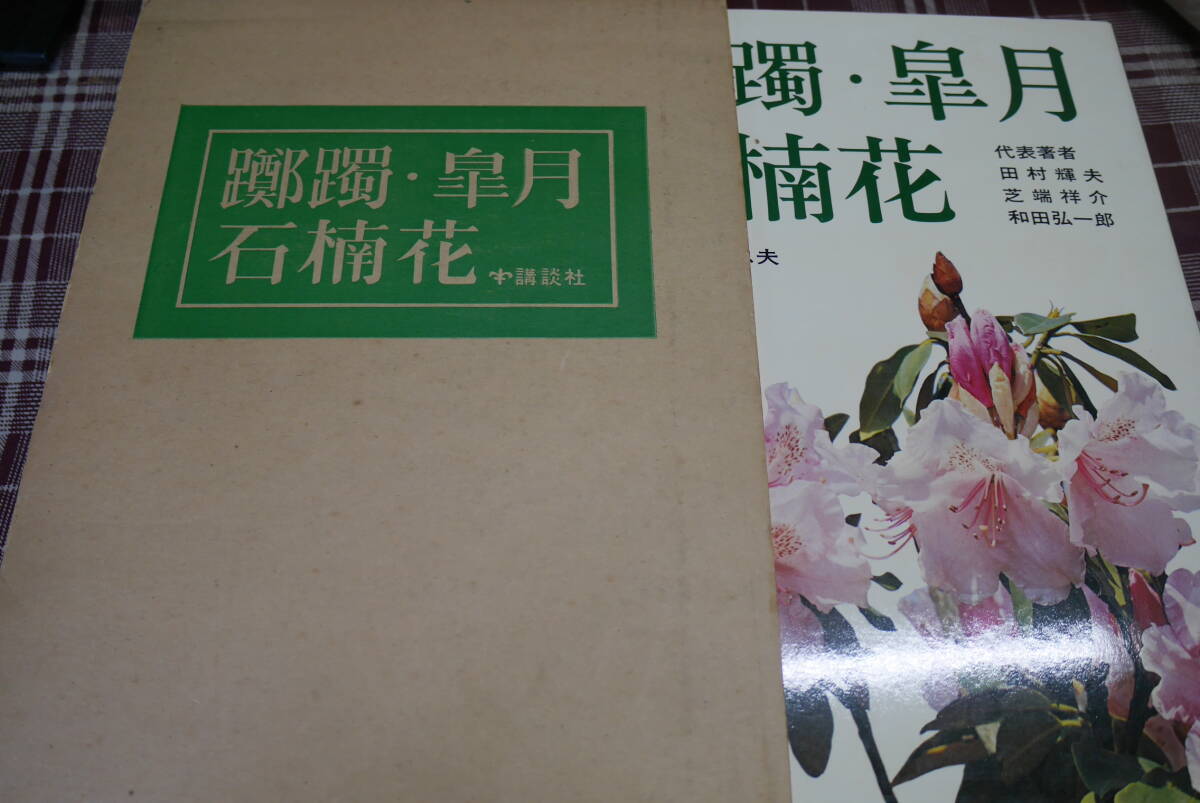 躑躅・皐月
石楠花 講談社
躅・皐月
楠花
代表著者
田村輝夫
芝端祥介
和田弘一郎
夫